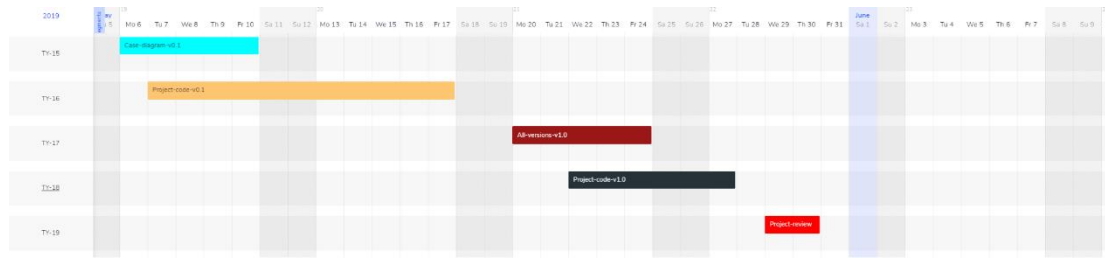 2019
19
20
21
22
June
23
Mo 6 Tu 7 We 8 Th 9 Fr 10 Sa 11 Su 12 Mo 13 Tu 14 We 15 Th 16 Fr 17 Sa 18 Su 19 Mo 20 Tu 21 We 22 Th 23 Fr 24 Sa 25 Su 26 Mo 27 Tu 28 We 29 Th 30 Fr 31 Sa 1 Su 2 Mo 3 Tu 4 We 5 Th 6 Fr 7 Sa 8 Su 9
TY-15
Case-diagram-v0.1
TY-16
Project-code-v0.1
TY-17
All-versions-v1.0
TY-18
Project-code-v1.0
TY-19
Project-review